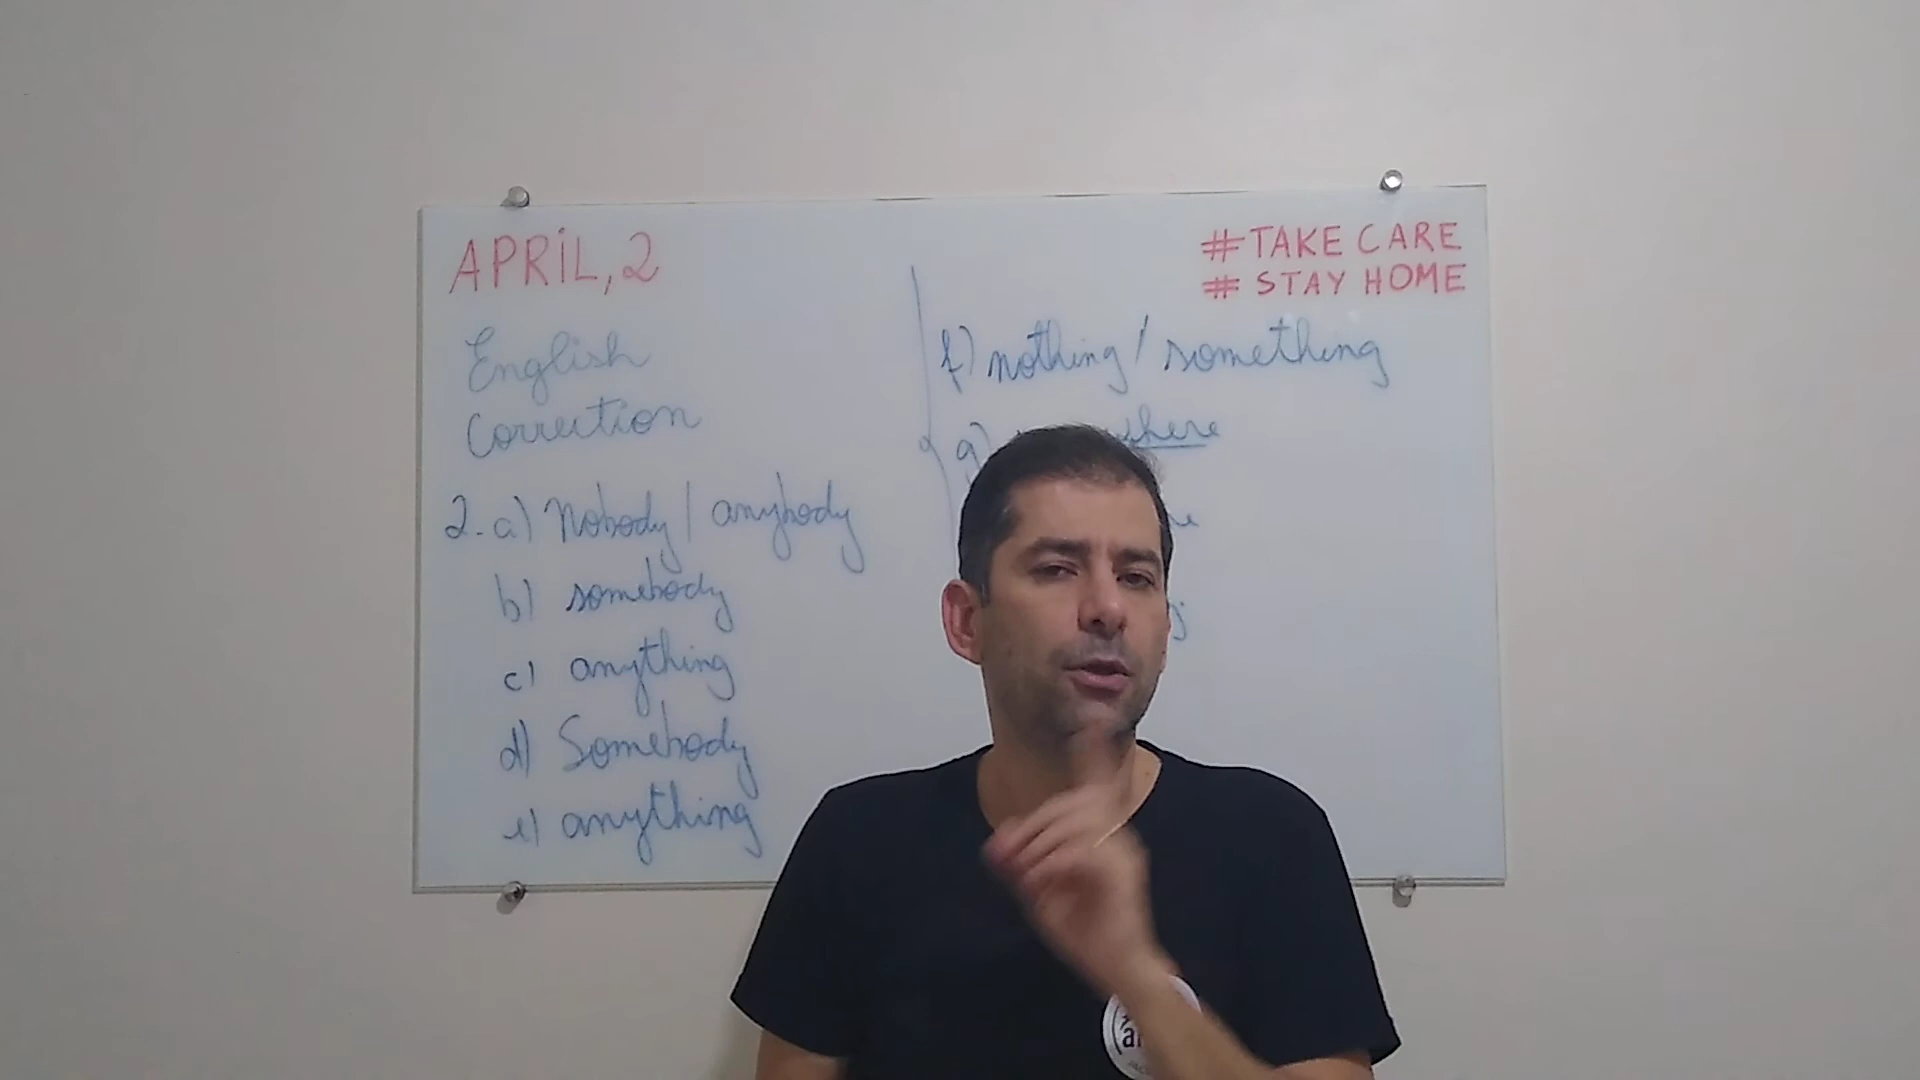 APRIL, 2
English
Correction
2. a) Nobody / anybody
b) somebody
c) anything
d) Somebody
e) anything
# TAKE CARE
# STAY HOME
f) nothing / something
g)